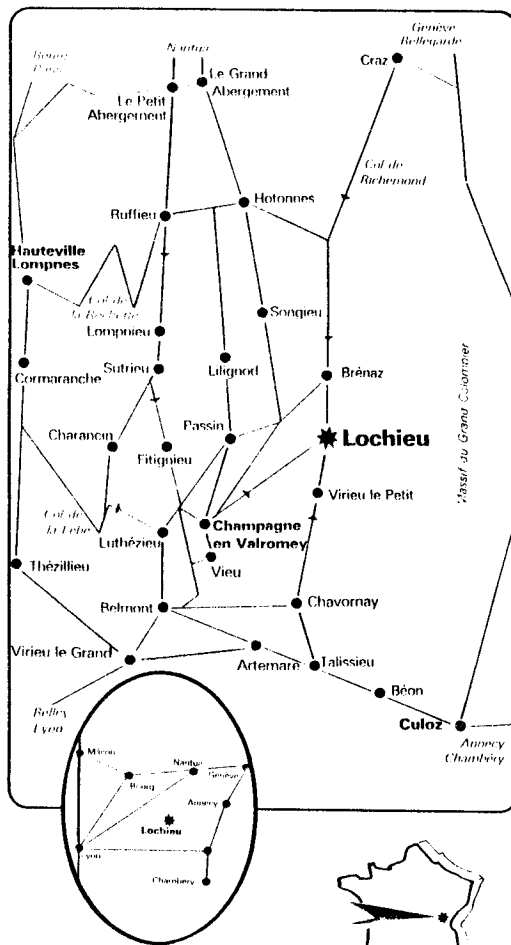 Genève
Bellegarde
Nantua
Craz
Le Grand
Abergement
Le Petit
Abergement
Col de
Richemond
Hotonnes
Ruffieu
Hauteville
Lompnes
Col de
la Rochette
Songieu
Lompnieu
Sutrieu
Lilignod
Brénaz
Cormaranche
Massif du Grand Colombier
Passin
Lochieu
Charancin
Fitignieu
Virieu le Petit
Col de
la Lèbe
Champagne
en Valromey
Luthézieu
Vieu
Thézillieu
Belmont
Chavornay
Virieu le Grand
Artemare
Talissieu
Béon
Belley
Lyon
Culoz
Annecy
Chambéry
Mâcon
Nantua
Genève
Bourg
Annecy
Lochieu
Lyon
Chambéry